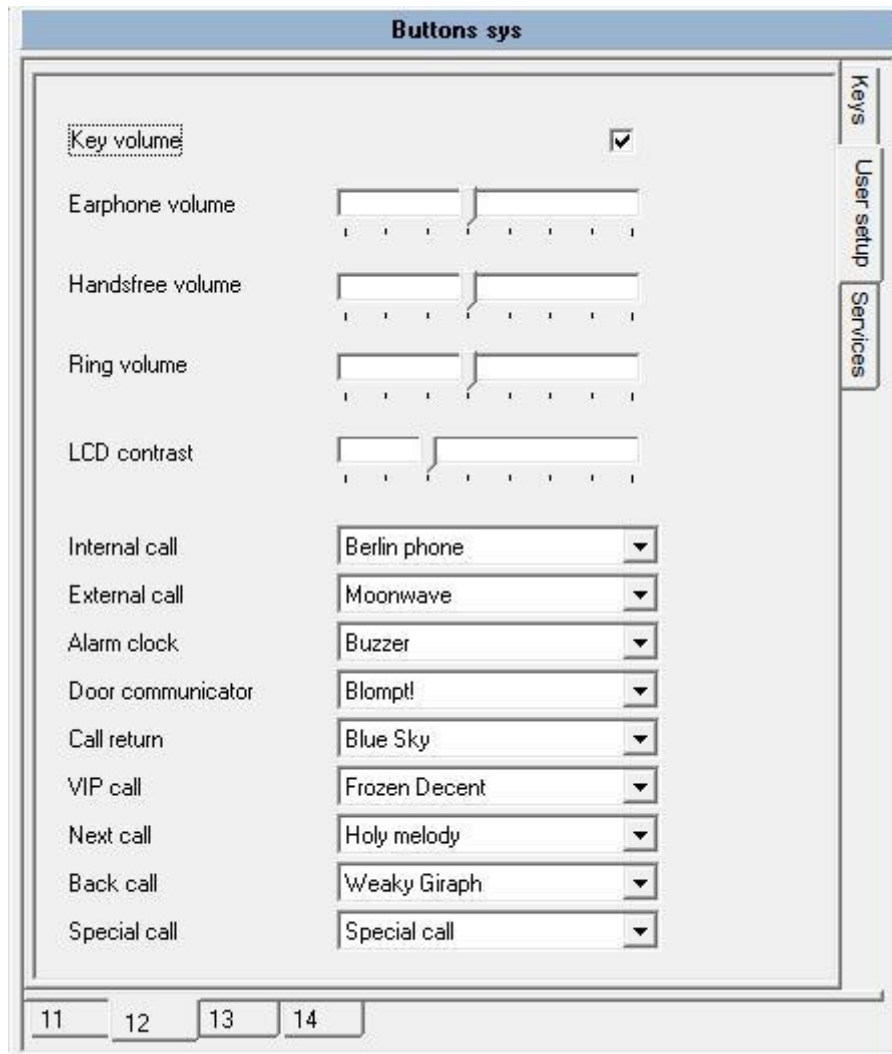 Buttons sys
Keys
User setup
Services
Key volume
Earphone volume
Handsfree volume
Ring volume
LCD contrast
Internal call Berlin phone
External call Moonwave
Alarm clock Buzzer
Door communicator Blompt!
Call return Blue Sky
VIP call Frozen Decent
Next call Holy melody
Back call Weaky Giraph
Special call Special call
11 12 13 14